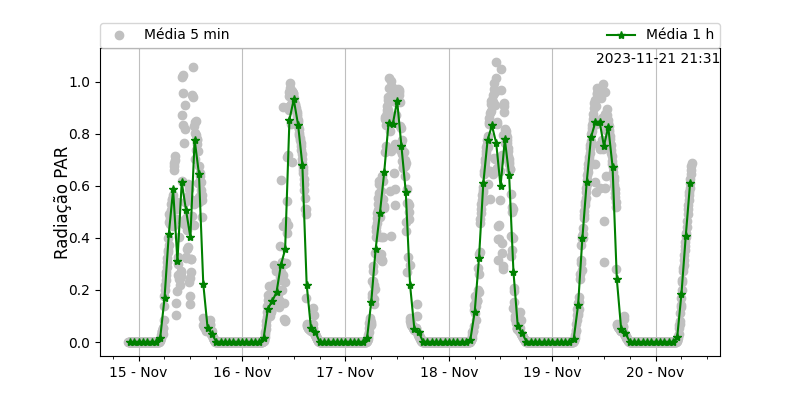 Média 5 min
Média 1 h
2023-11-21 21:31
Radiação PAR
1.0
0.8
0.6
0.4
0.2
0.0
15 - Nov
16 - Nov
17 - Nov
18 - Nov
19 - Nov
20 - Nov